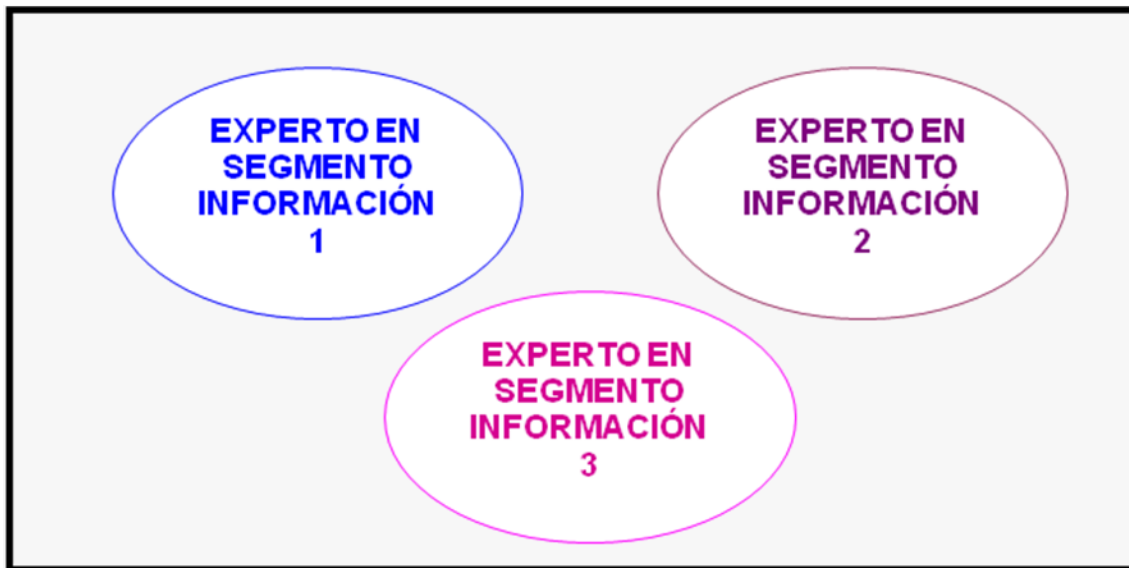 EXPERTO EN
SEGMENTO
INFORMACIÓN
1
EXPERTO EN
SEGMENTO
INFORMACIÓN
2
EXPERTO EN
SEGMENTO
INFORMACIÓN
3